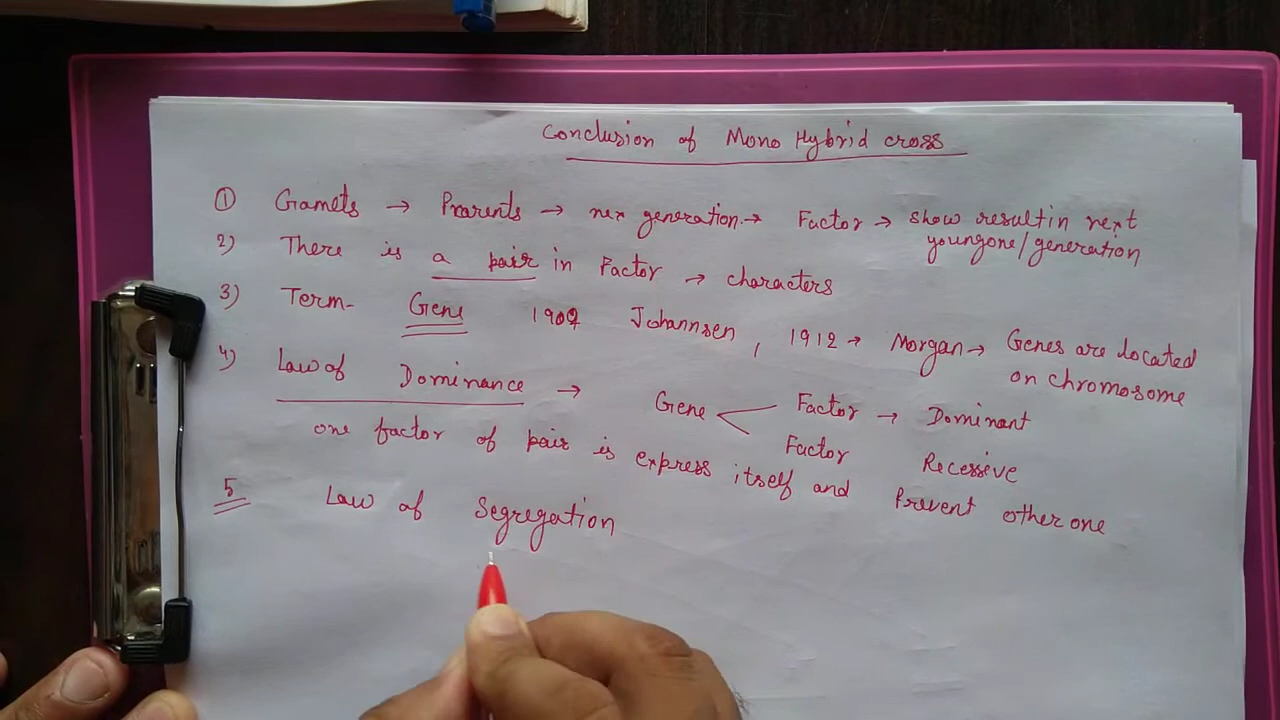 Conclusion of Mono Hybrid cross
① Gamets → Prarents → nex generation → Factor → show result in next
youngone/generation
2) There is a pair in Factor → characters
3) Term- Gene 1909 Johannsen, 1912 → Morgan → Genes are located
on chromosome
4) Law of Dominance → Gene < Factor → Dominant
Factor Recessive
one factor of pair is express itself and Prevent other one
5 Law of Segregation